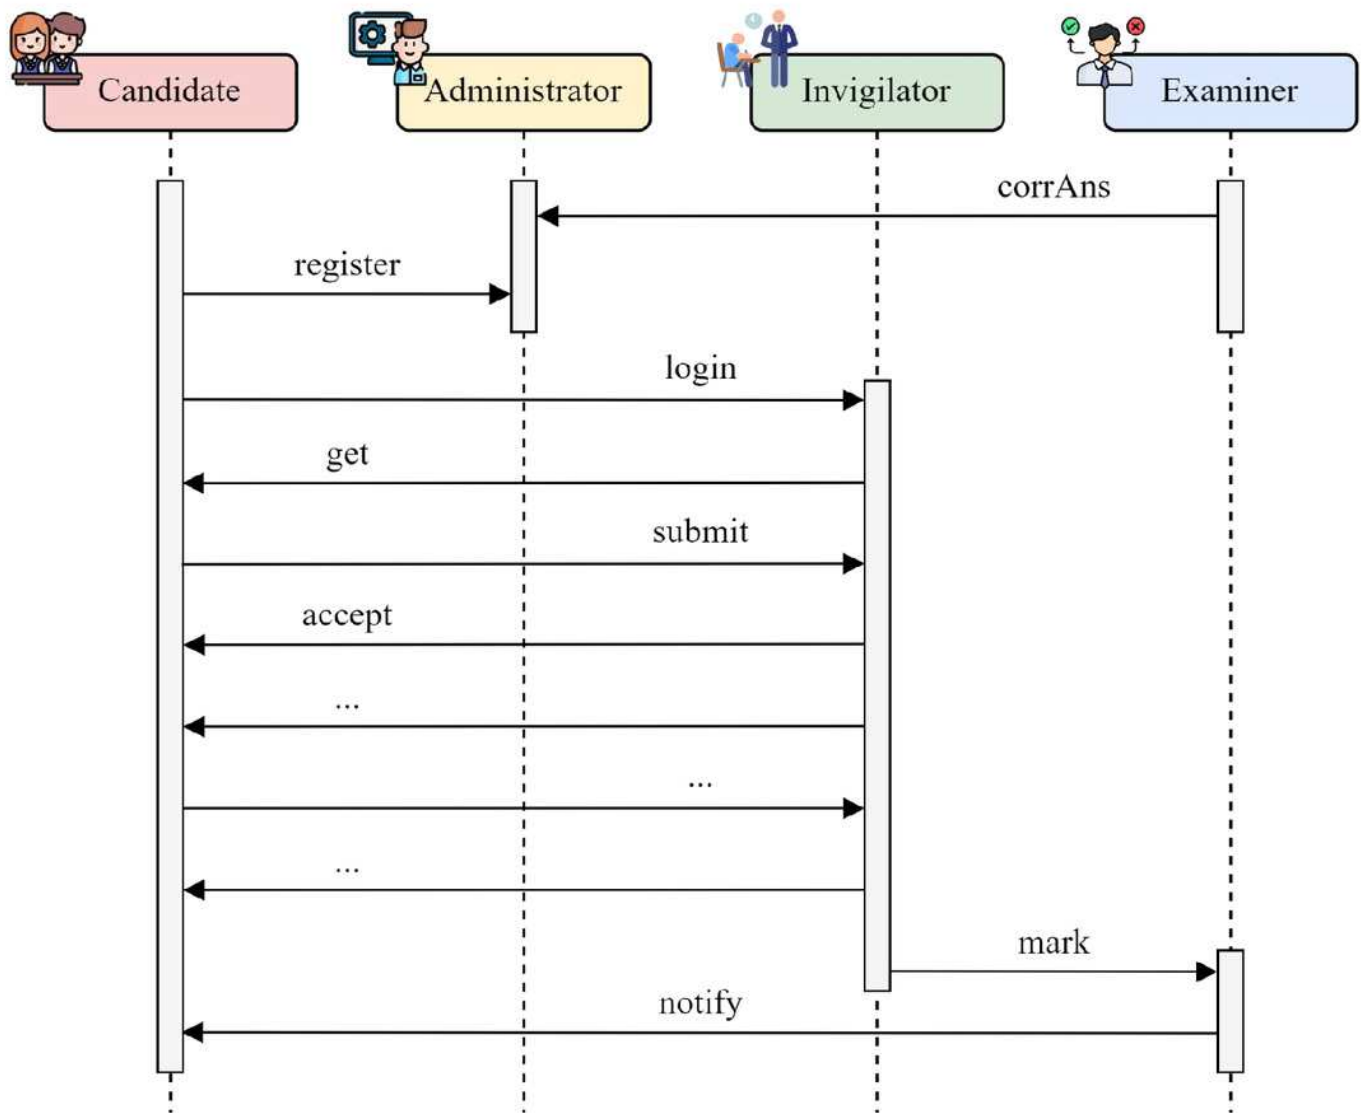 Candidate
Administrator
Invigilator
Examiner
corrAns
register
login
get
submit
accept
...
...
...
mark
notify